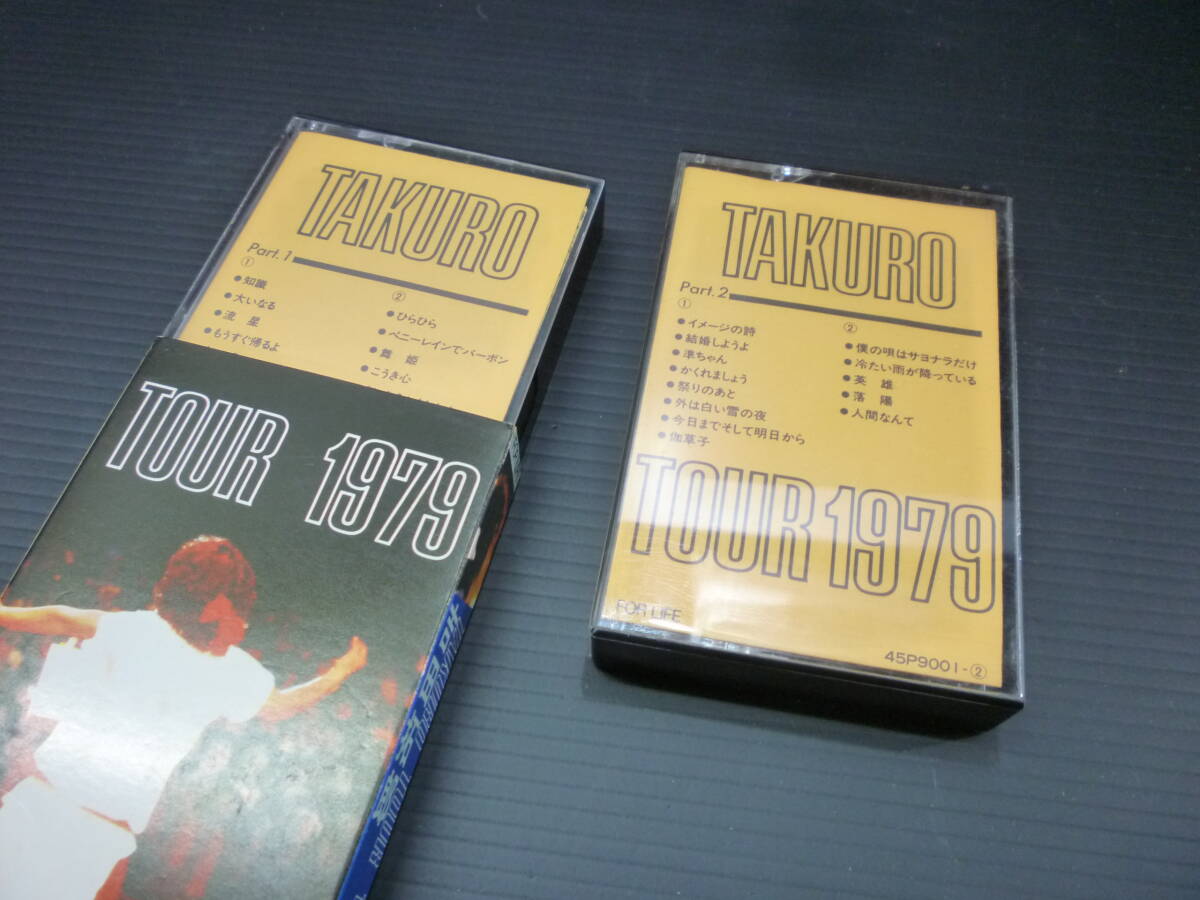 TAKURO
Part. 1
①
●知識
●大いなる
●流 星
●もうすぐ帰るよ
②
●ひらひら
●ペニーレインでバーボン
●舞 姫
●こうき心
TOUR 1979
TAKURO
Part. 2
①
●イメージの詩
●結婚しようよ
●準ちゃん
●かくれましょう
●祭りのあと
●外は白い雪の夜
●今日までそして明日から
●伽草子
②
●僕の唄はサヨナラだけ
●冷たい雨が降っている
●英 雄
●落 陽
●人間なんて
TOUR 1979
FOR LIFE
45P9001-②